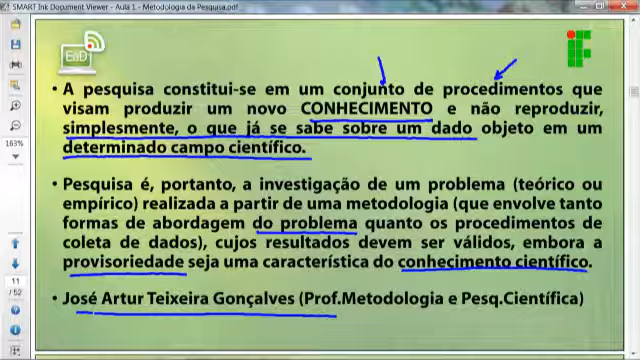 SMART Ink Document Viewer - Aula 1.- Metodologia da Pesquisa.pdf
EaD
• A pesquisa constitui-se em um conjunto de procedimentos que
visam produzir um novo CONHECIMENTO e não reproduzir,
simplesmente, o que já se sabe sobre um dado objeto em um
determinado campo científico.
• Pesquisa é, portanto, a investigação de um problema (teórico ou
empírico) realizada a partir de uma metodologia (que envolve tanto
formas de abordagem do problema quanto os procedimentos de
coleta de dados), cujos resultados devem ser válidos, embora a
provisoriedade seja uma característica do conhecimento científico.
• José Artur Teixeira Gonçalves (Prof.Metodologia e Pesq.Científica)
163%
11
/ 52